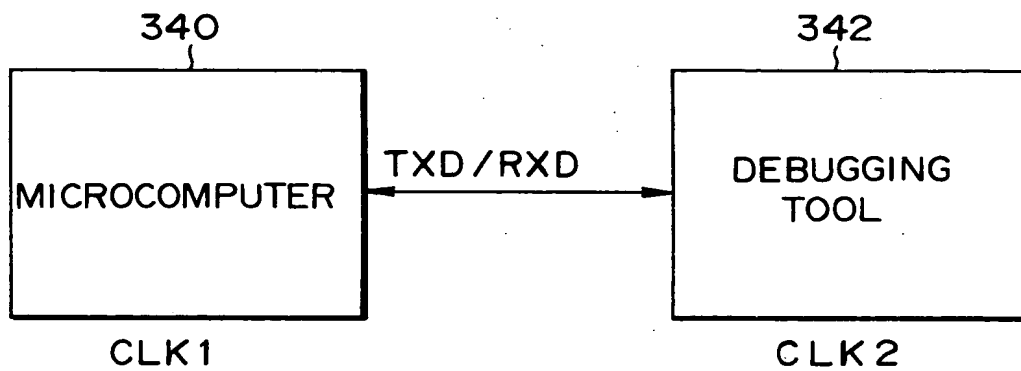 340
342
MICROCOMPUTER
TXD/RXD
DEBUGGING
TOOL
CLK1
CLK2